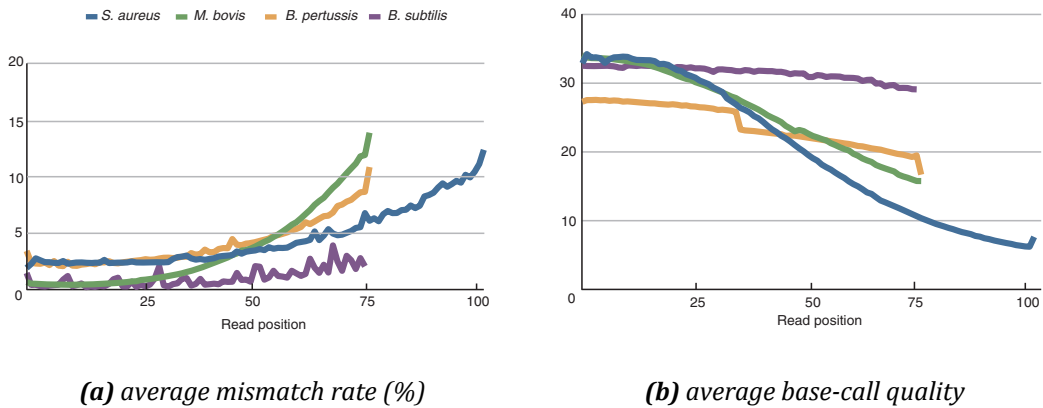 S. aureus M. bovis B. pertussis B. subtilis
20
15
10
5
0
25 50 75 100
Read position
(a) average mismatch rate (%)
40
30
20
10
0
25 50 75 100
Read position
(b) average base-call quality